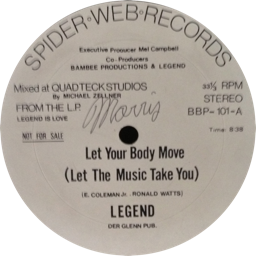 SPIDER•WEB•RECORDS
Executive Producer Mel Campbell
Co-Producers
BAMBEE PRODUCTIONS & LEGEND
Mixed at QUADTECK STUDIOS
By MICHAEL ZELLNER
33⅓ RPM
STEREO
FROM THE L.P.
LEGEND IS LOVE
Morris
BBP-101-A
NOT FOR SALE
Time: 8:38
Let Your Body Move
(Let The Music Take You)
(E. COLEMAN Jr. - RONALD WATTS)
LEGEND
DER GLENN PUB.